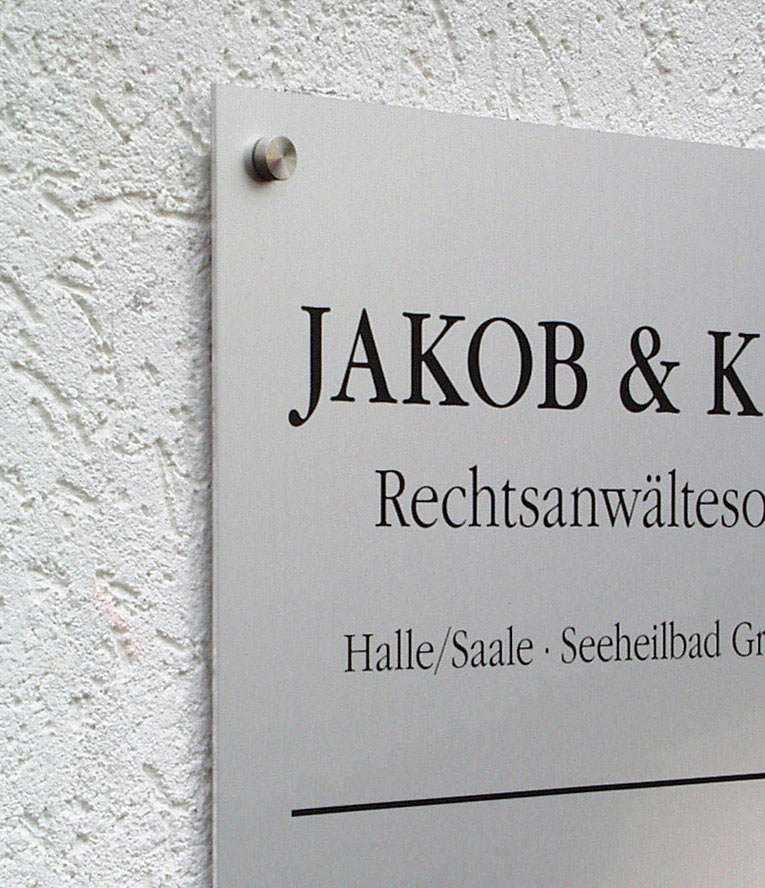 JAKOB & K
Rechtsanwälteso
Halle/Saale · Seeheilbad Gr